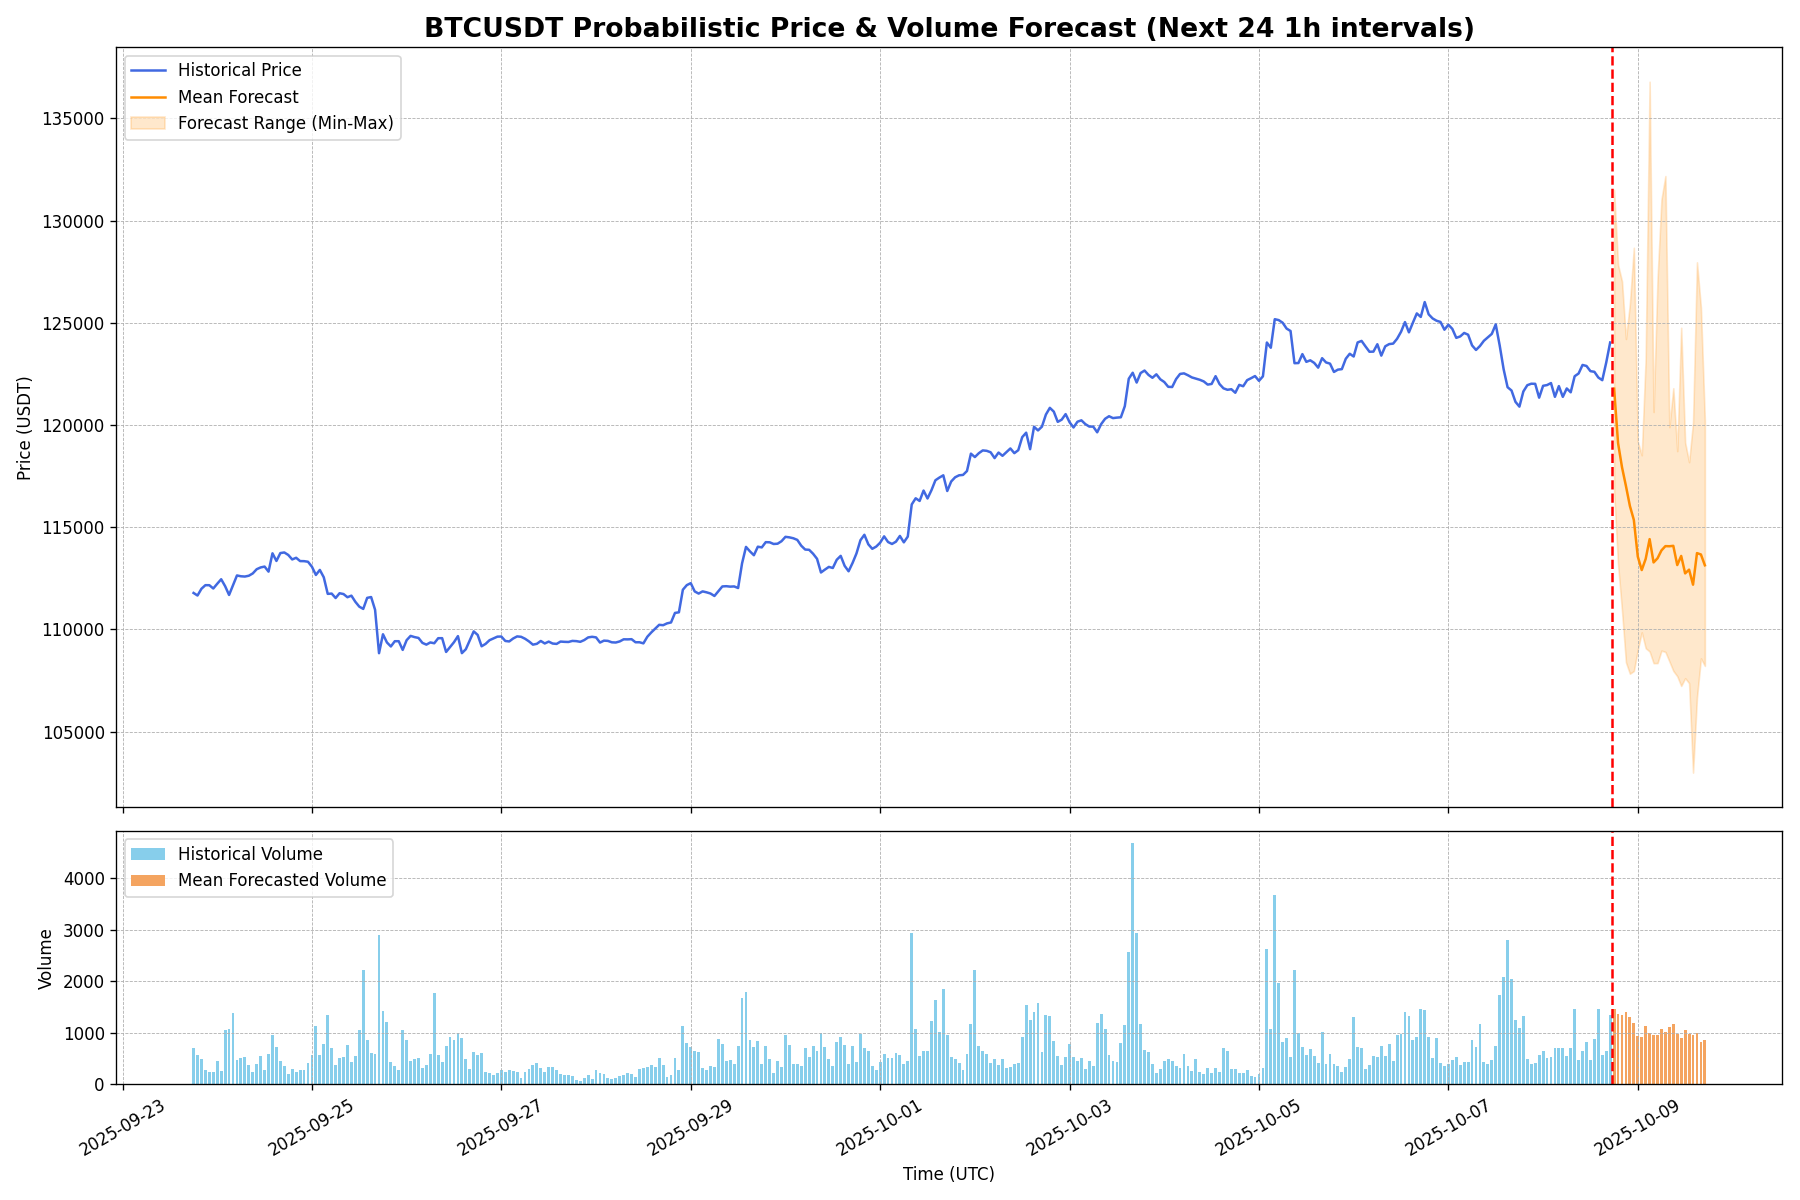 BTCUSDT Probabilistic Price & Volume Forecast (Next 24 1h intervals)
Historical Price
Mean Forecast
Forecast Range (Min-Max)
Price (USDT)
135000
130000
125000
120000
115000
110000
105000
Historical Volume
Mean Forecasted Volume
Volume
4000
3000
2000
1000
0
2025-09-23
2025-09-25
2025-09-27
2025-09-29
2025-10-01
2025-10-03
2025-10-05
2025-10-07
2025-10-09
Time (UTC)